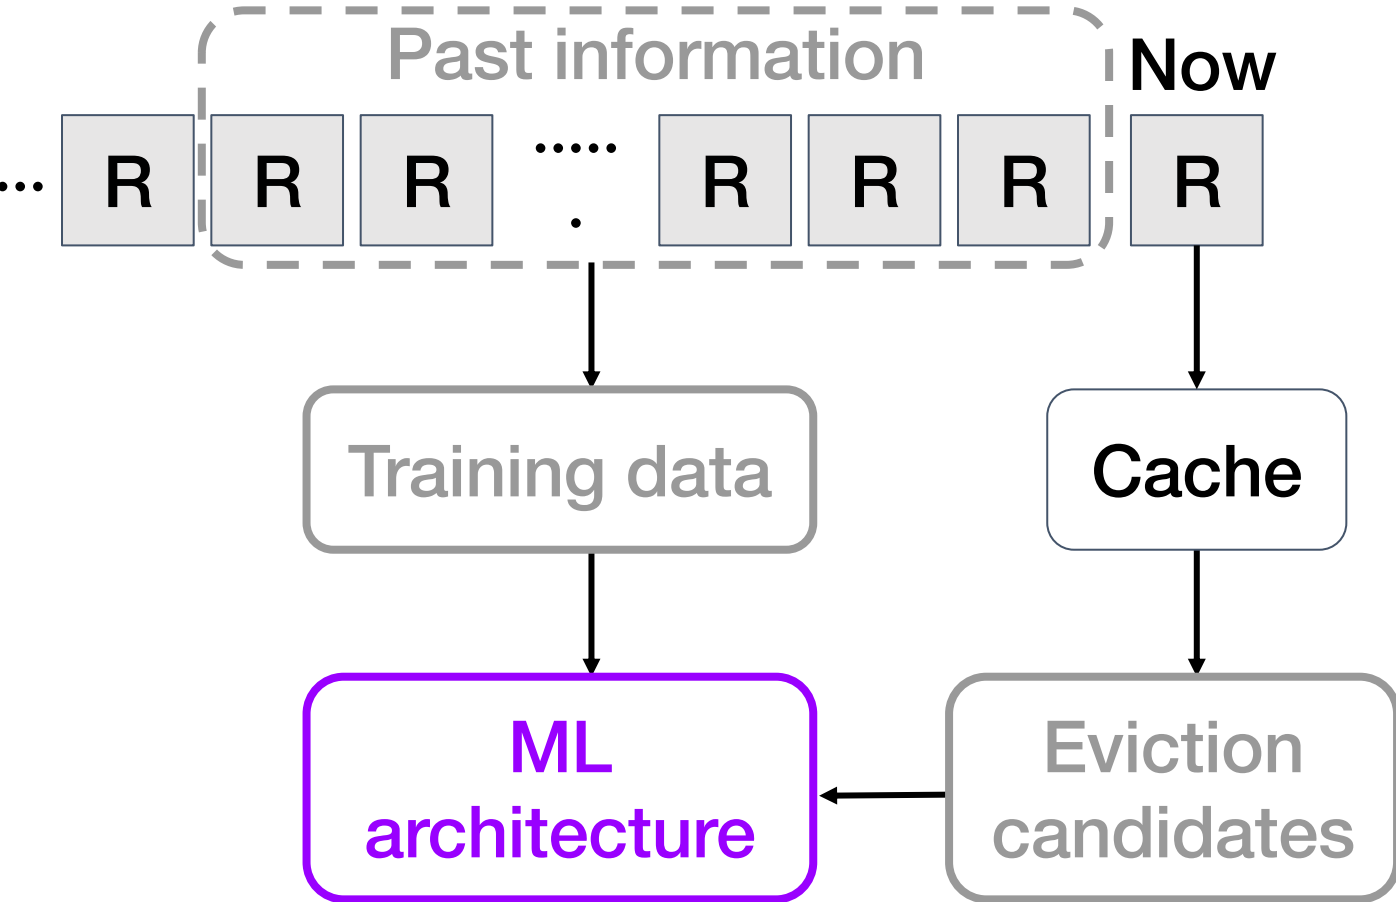 Past information
Now
... R R R ..... R R R R
.
Training data
Cache
ML
architecture
Eviction
candidates